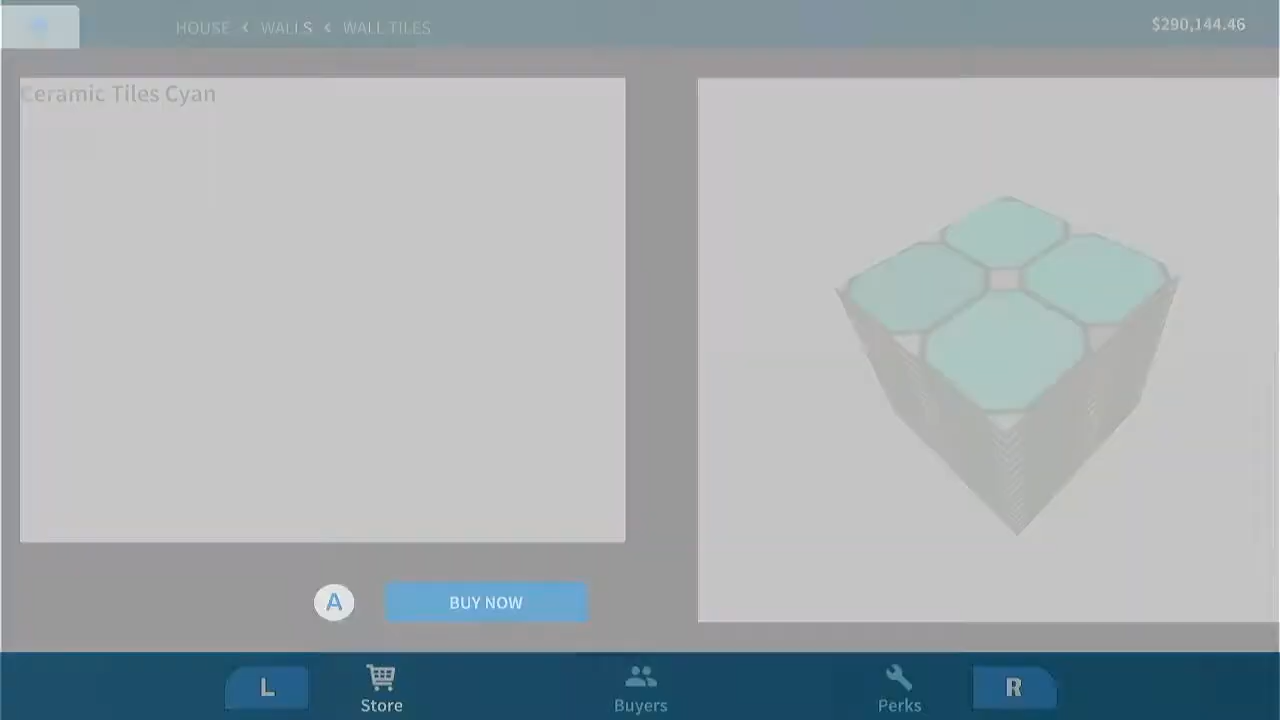 HOUSE < WALLS < WALL TILES
$290,144.46
Ceramic Tiles Cyan
A BUY NOW
L Store Buyers Perks R